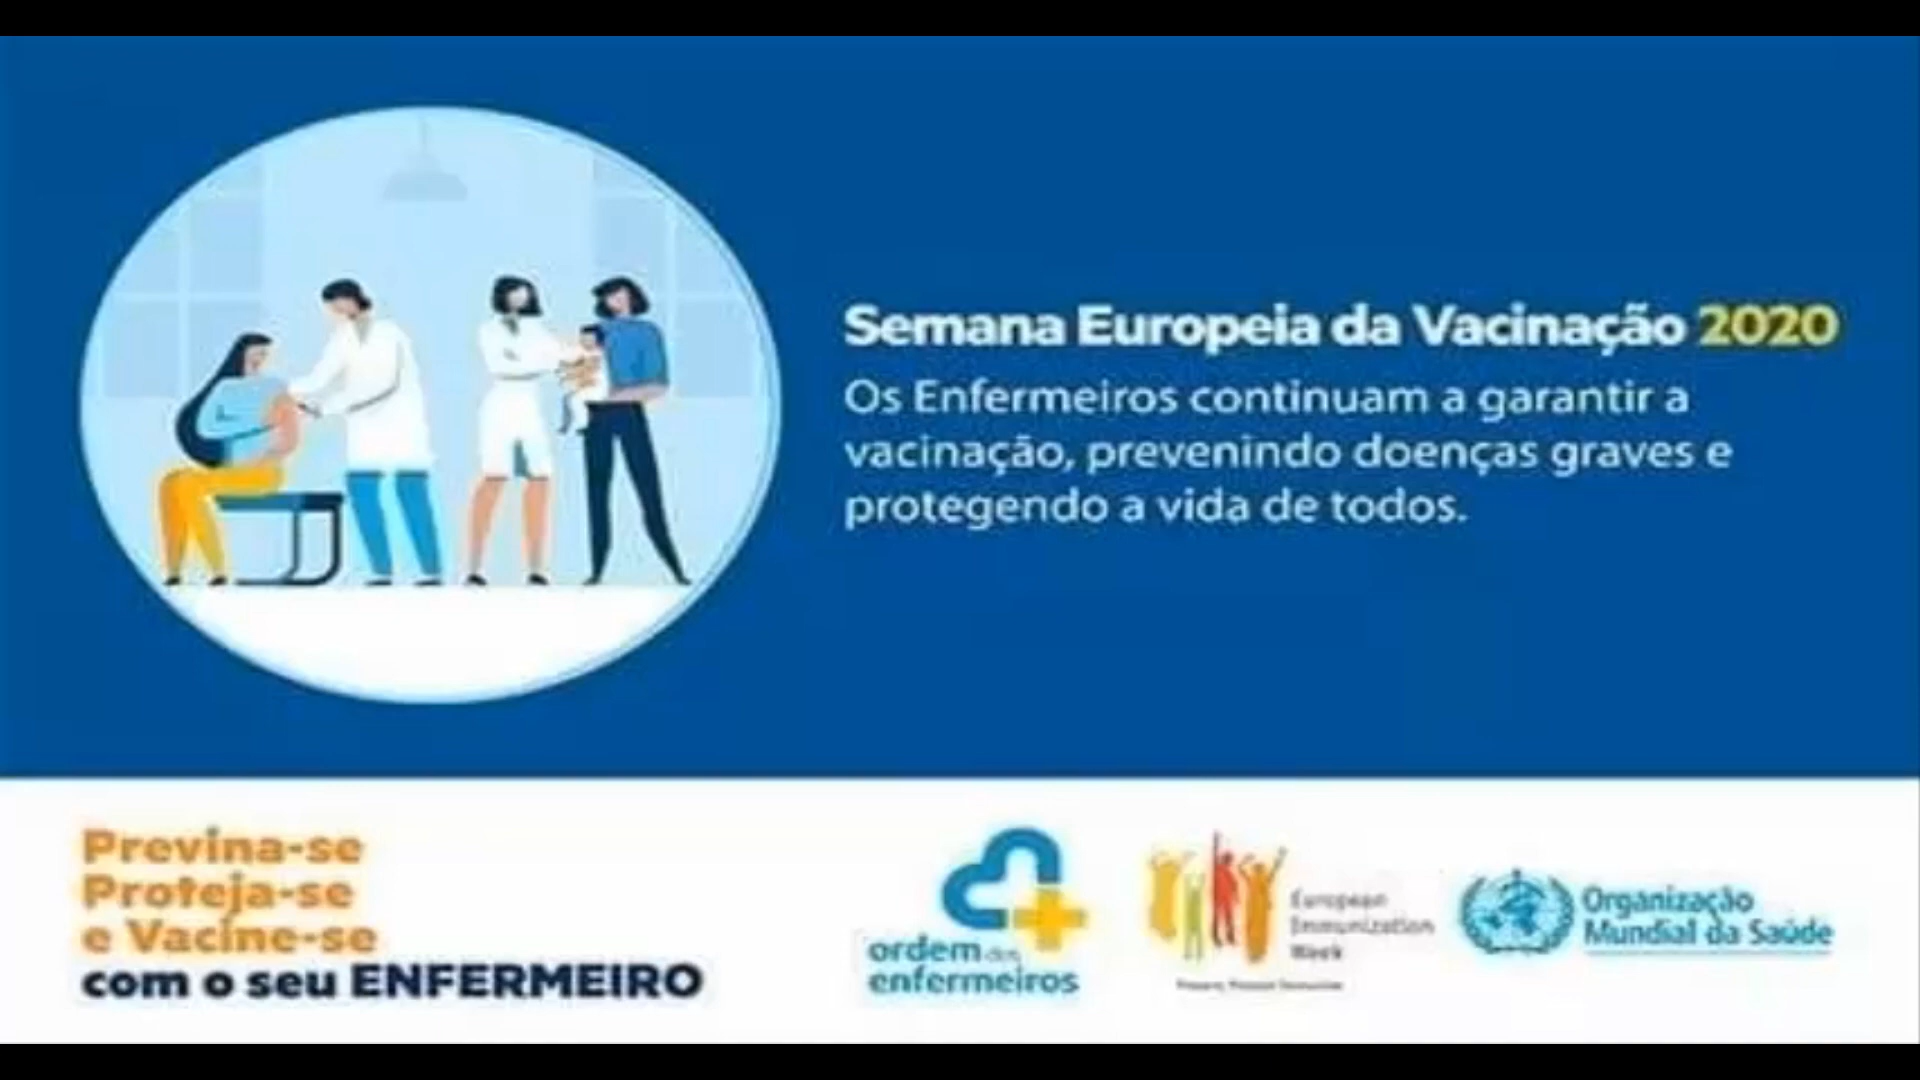 Semana Europeia da Vacinação 2020
Os Enfermeiros continuam a garantir a
vacinação, prevenindo doenças graves e
protegendo a vida de todos.
Previna-se
Proteja-se
e Vacine-se
com o seu ENFERMEIRO
ordem dos
enfermeiros
European
Immunization
Week
Organização
Mundial da Saúde